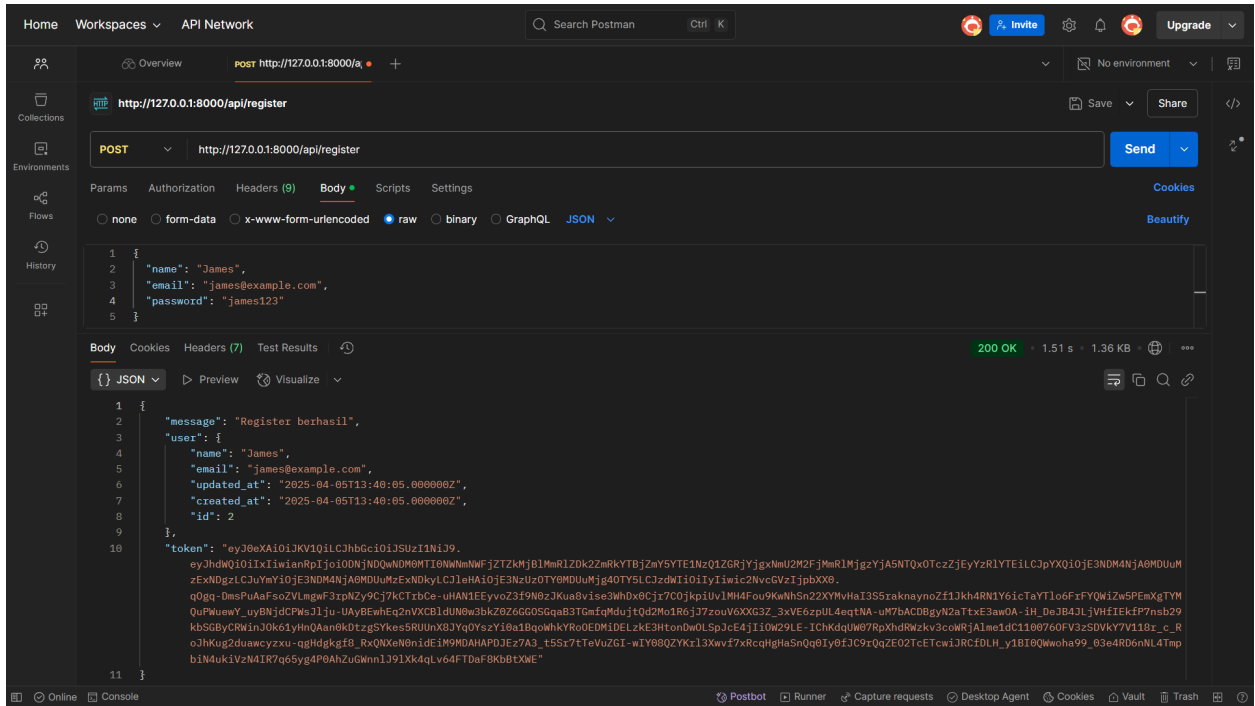 Home Workspaces API Network Search Postman Ctrl K Invite Upgrade
Overview POST http://127.0.0.1:8000/a No environment
Collections
Environments
Flows
History
HTTP http://127.0.0.1:8000/api/register Save Share
POST http://127.0.0.1:8000/api/register Send
Params Authorization Headers (9) Body Scripts Settings Cookies
none form-data x-www-form-urlencoded raw binary GraphQL JSON Beautify
1 {
2 "name": "James",
3 "email": "james@example.com",
4 "password": "james123"
5 }
Body Cookies Headers (7) Test Results 200 OK 1.51 s 1.36 KB
{} JSON Preview Visualize
1 {
2 "message": "Register berhasil",
3 "user": {
4 "name": "James",
5 "email": "james@example.com",
6 "updated_at": "2025-04-05T13:40:05.000000Z",
7 "created_at": "2025-04-05T13:40:05.000000Z",
8 "id": 2
9 },
10 "token": "eyJ0eXAiOiJKV1QiLCJhbGciOiJSUzI1NiJ9.
11 }
Online Console Postbot Runner Capture requests Desktop Agent Cookies Vault Trash